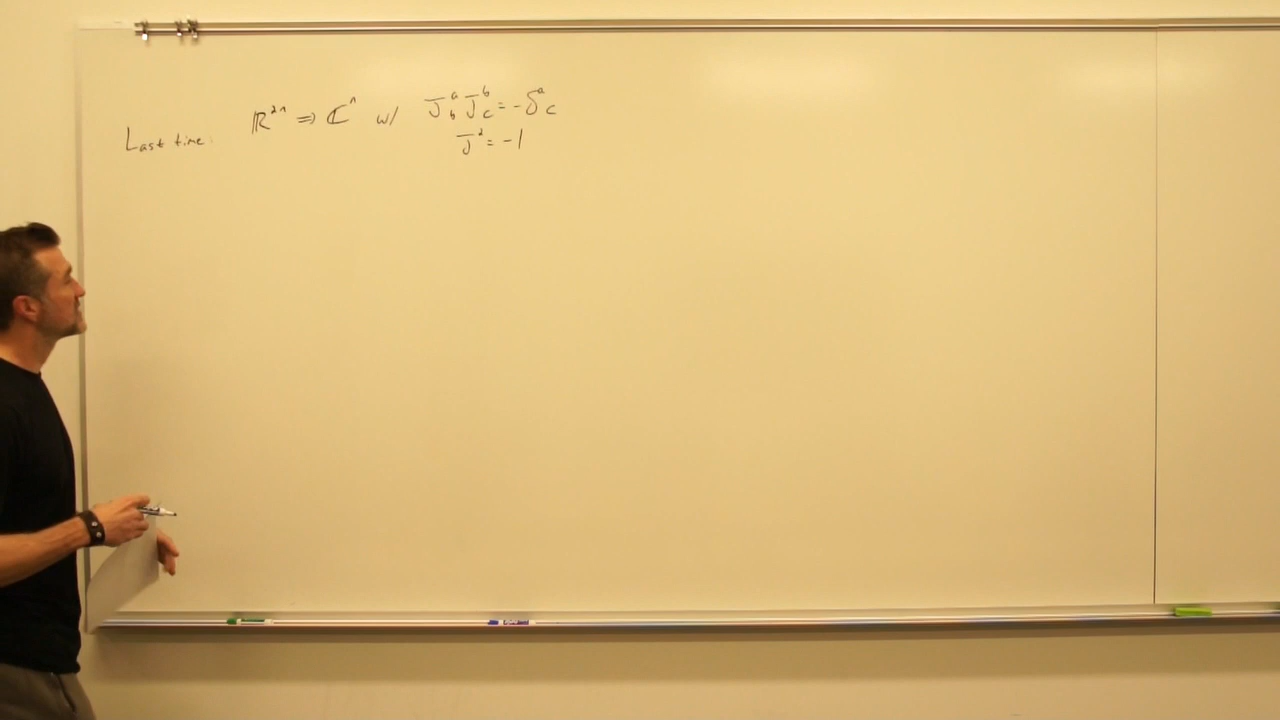 Last time: ℝ²ⁿ ⇒ ℂⁿ w/ J^a_b J^b_c = -δ^a_c
J² = -1